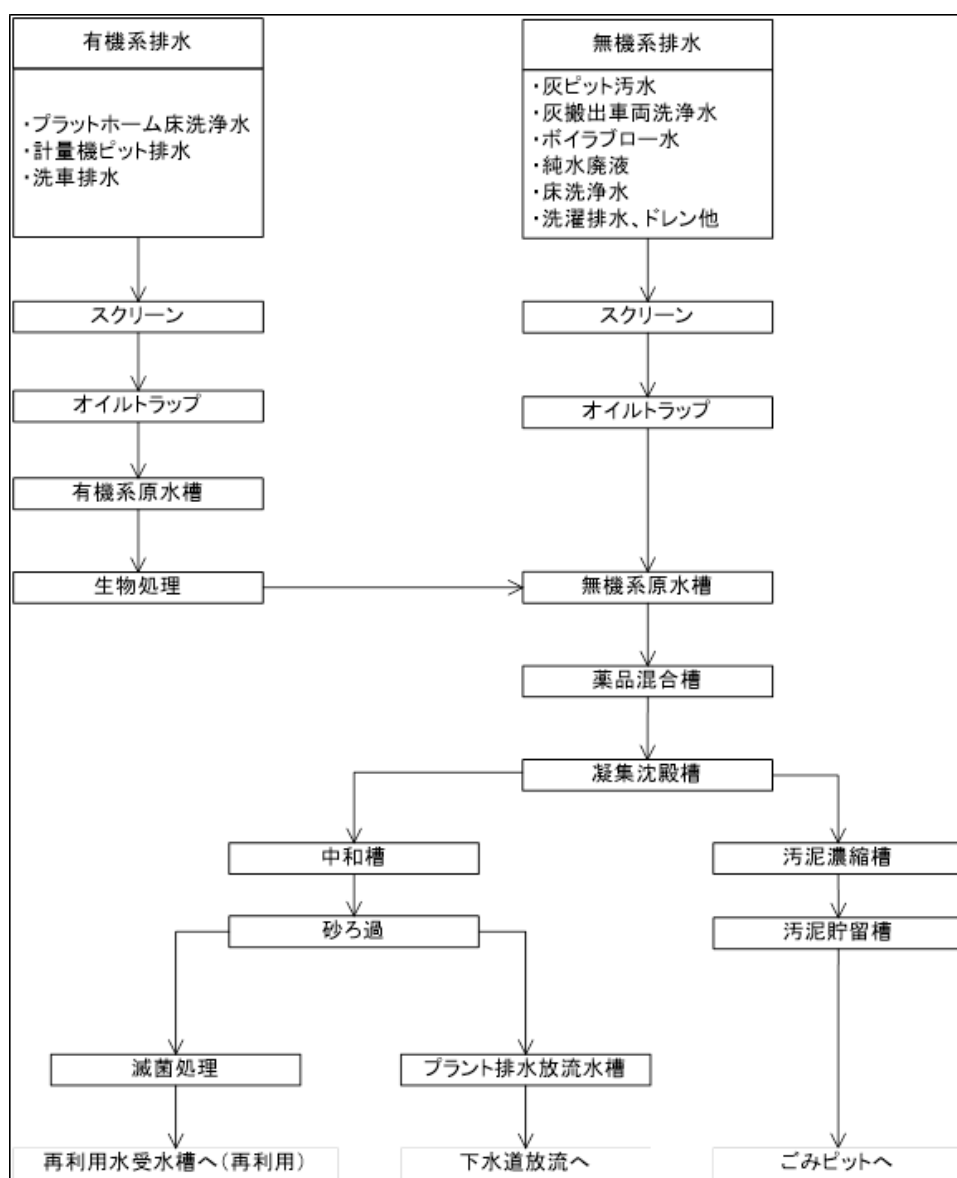 有機系排水
・プラットホーム床洗浄水
・計量機ピット排水
・洗車排水
無機系排水
・灰ピット汚水
・灰搬出車両洗浄水
・ボイラブロー水
・純水廃液
・床洗浄水
・洗濯排水、ドレン他
スクリーン
スクリーン
オイルトラップ
オイルトラップ
有機系原水槽
生物処理
無機系原水槽
薬品混合槽
凝集沈殿槽
中和槽
汚泥濃縮槽
砂ろ過
汚泥貯留槽
滅菌処理
プラント排水放流水槽
再利用水受水槽へ(再利用)
下水道放流へ
ごみピットへ